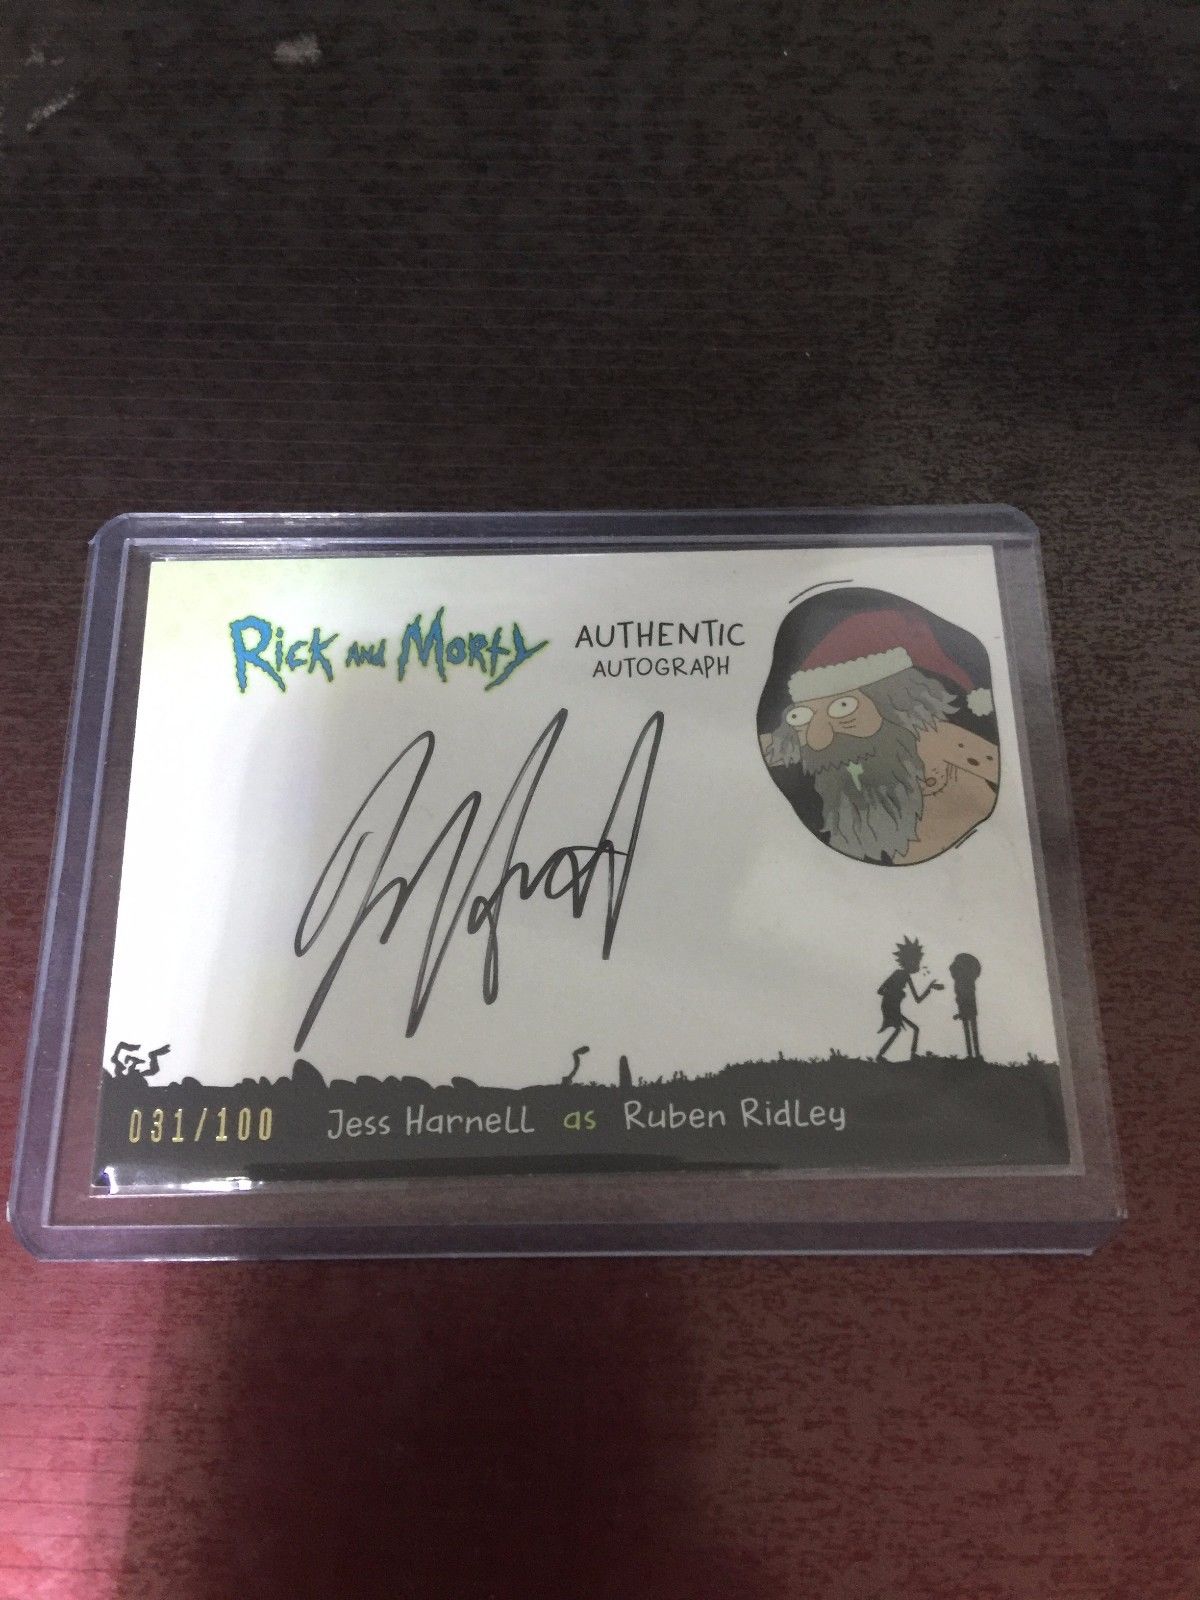 Rick and Morty
AUTHENTIC
AUTOGRAPH
031/100 Jess Harnell as Ruben Ridley